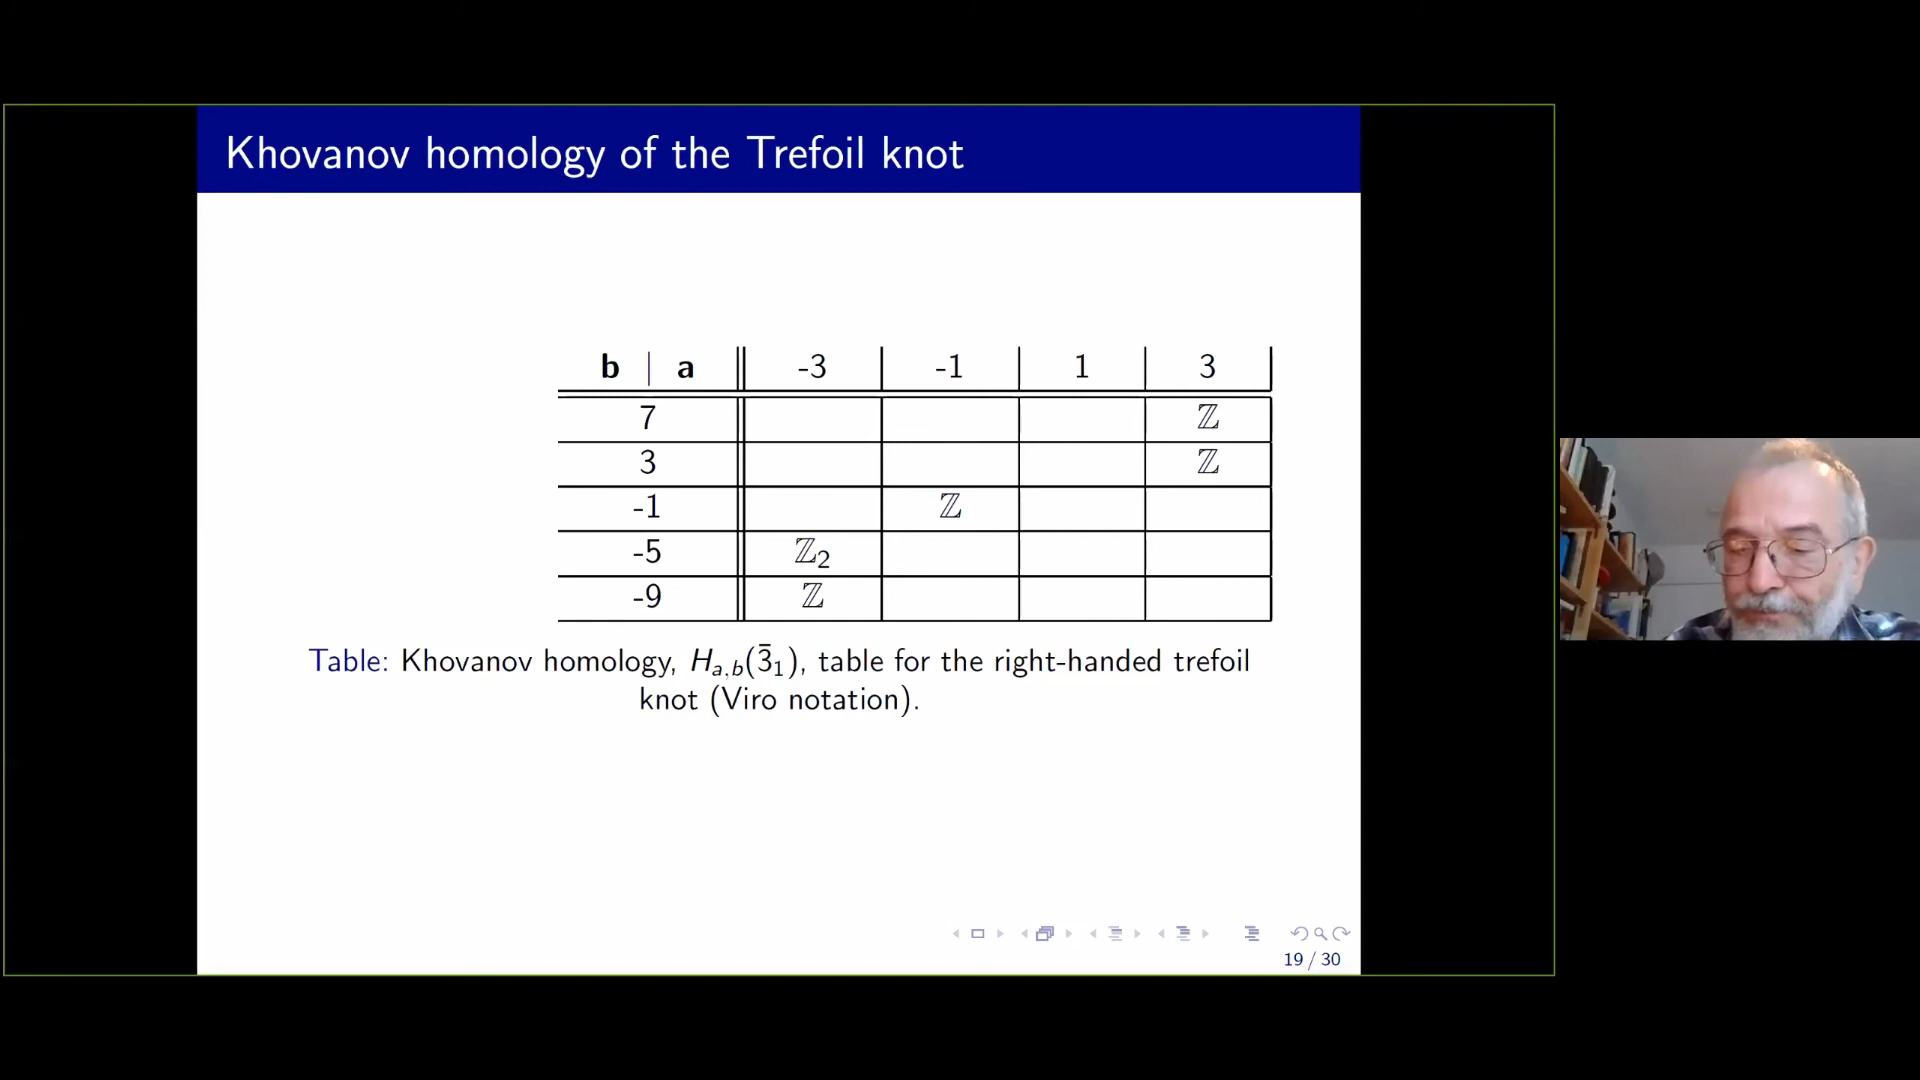 Khovanov homology of the Trefoil knot
b | a -3 -1 1 3
7 ℤ
3 ℤ
-1 ℤ
-5 ℤ₂
-9 ℤ
Table: Khovanov homology, H_{a,b}(3̄₁), table for the right-handed trefoil
knot (Viro notation).
19 / 30